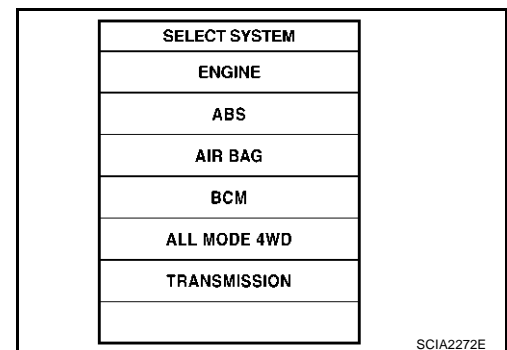 SELECT SYSTEM
ENGINE
ABS
AIR BAG
BCM
ALL MODE 4WD
TRANSMISSION
SCIA2272E